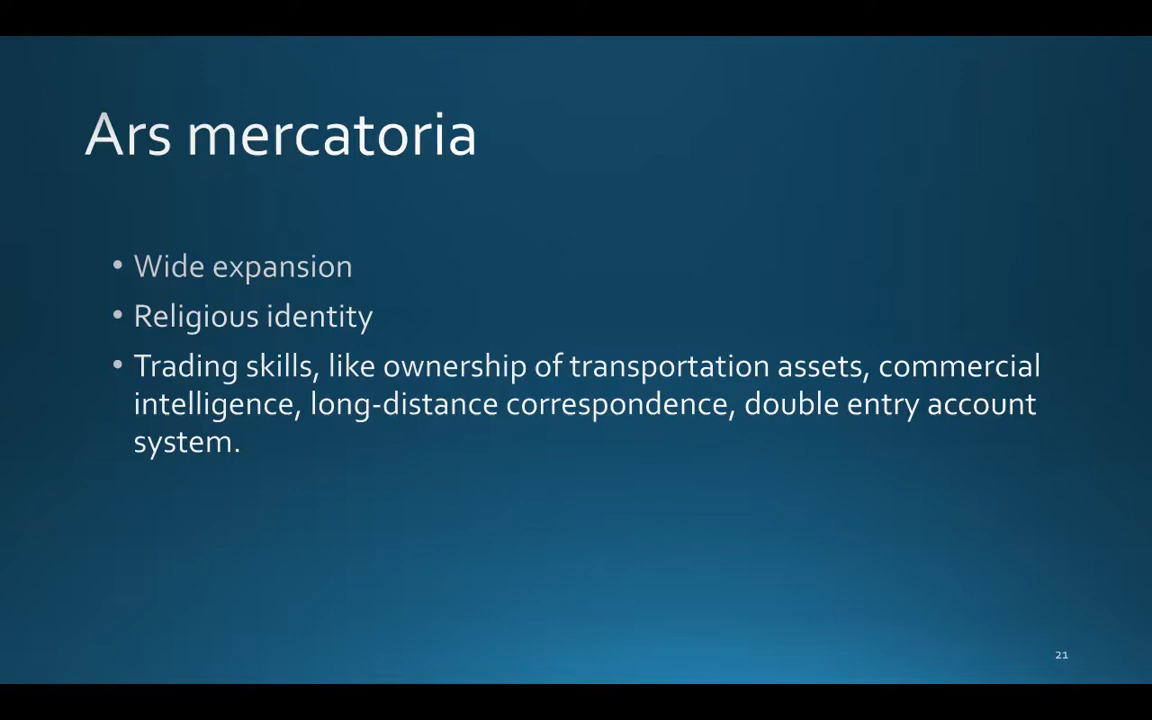 Ars mercatoria
• Wide expansion
• Religious identity
• Trading skills, like ownership of transportation assets, commercial
intelligence, long-distance correspondence, double entry account
system.
21